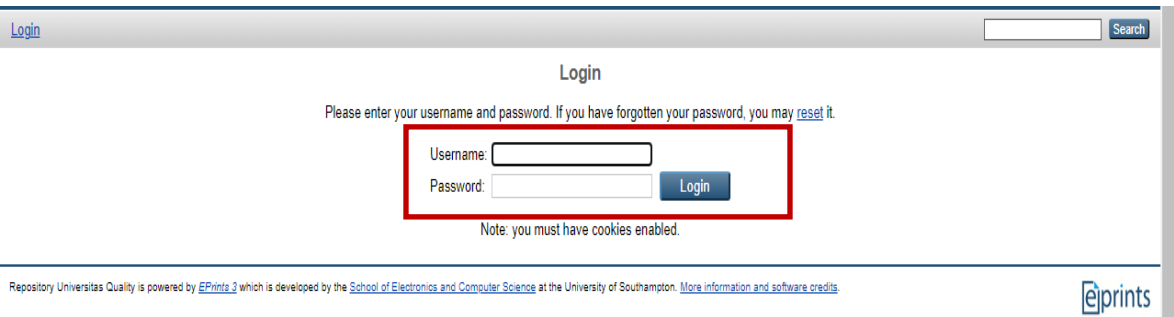 Login
Search
Login
Please enter your username and password. If you have forgotten your password, you may reset it.
Username:
Password:
Login
Note: you must have cookies enabled.
Repository Universitas Quality is powered by EPrints 3 which is developed by the School of Electronics and Computer Science at the University of Southampton. More information and software credits.
eprints